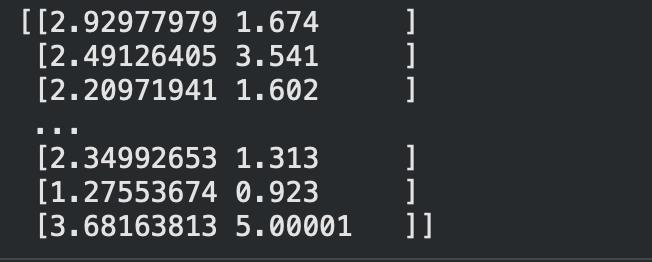 [[2.92977979 1.674     ]
 [2.49126405 3.541     ]
 [2.20971941 1.602     ]
 ...
 [2.34992653 1.313     ]
 [1.27553674 0.923     ]
 [3.68163813 5.00001   ]]